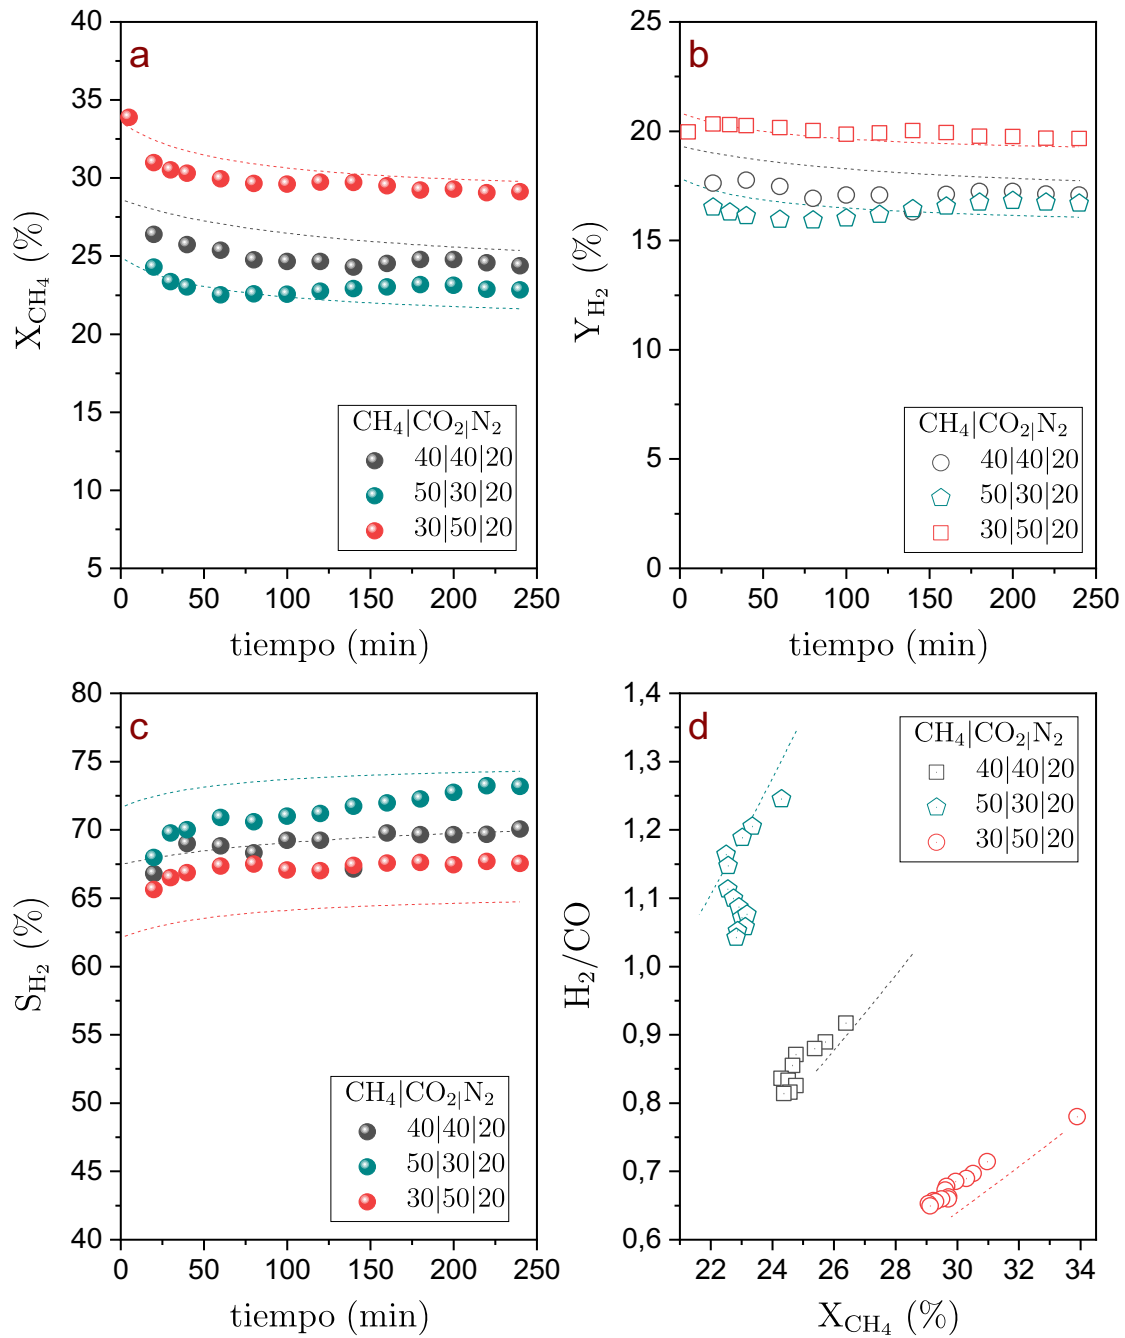 a
40
35
30
25
20
15
10
5
X_CH₄ (%)
CH₄|CO₂|N₂
40|40|20
50|30|20
30|50|20
0 50 100 150 200 250
tiempo (min)
b
25
20
15
10
5
0
Y_H₂ (%)
CH₄|CO₂|N₂
40|40|20
50|30|20
30|50|20
0 50 100 150 200 250
tiempo (min)
c
80
75
70
65
60
55
50
45
40
S_H₂ (%)
CH₄|CO₂|N₂
40|40|20
50|30|20
30|50|20
0 50 100 150 200 250
tiempo (min)
d
1,4
1,3
1,2
1,1
1,0
0,9
0,8
0,7
0,6
H₂/CO
CH₄|CO₂|N₂
40|40|20
50|30|20
30|50|20
22 24 26 28 30 32 34
X_CH₄ (%)